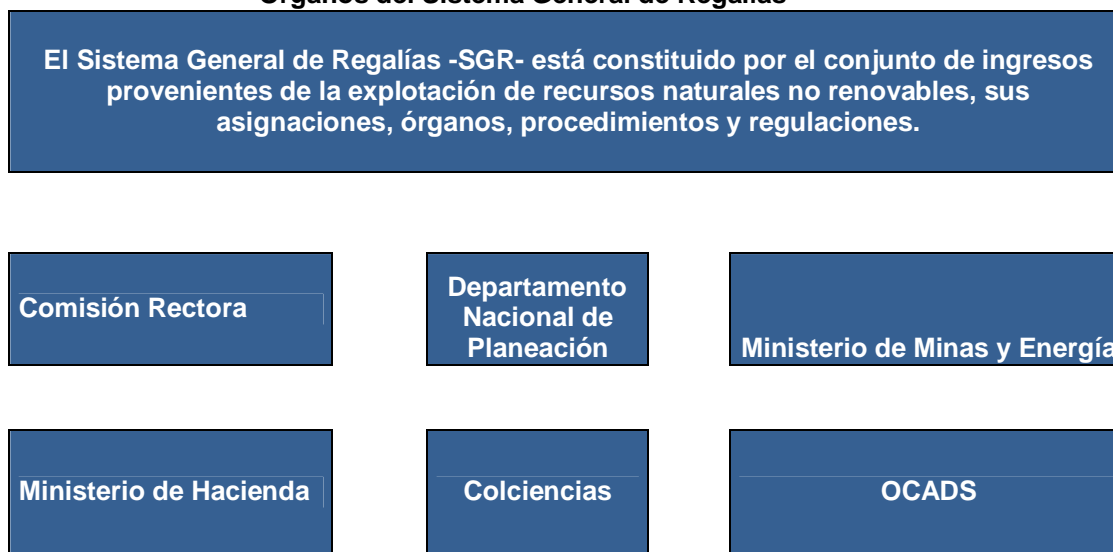 Órganos del Sistema General de Regalías
El Sistema General de Regalías -SGR- está constituido por el conjunto de ingresos
provenientes de la explotación de recursos naturales no renovables, sus
asignaciones, órganos, procedimientos y regulaciones.
Comisión Rectora
Departamento
Nacional de
Planeación
Ministerio de Minas y Energía
Ministerio de Hacienda
Colciencias
OCADS